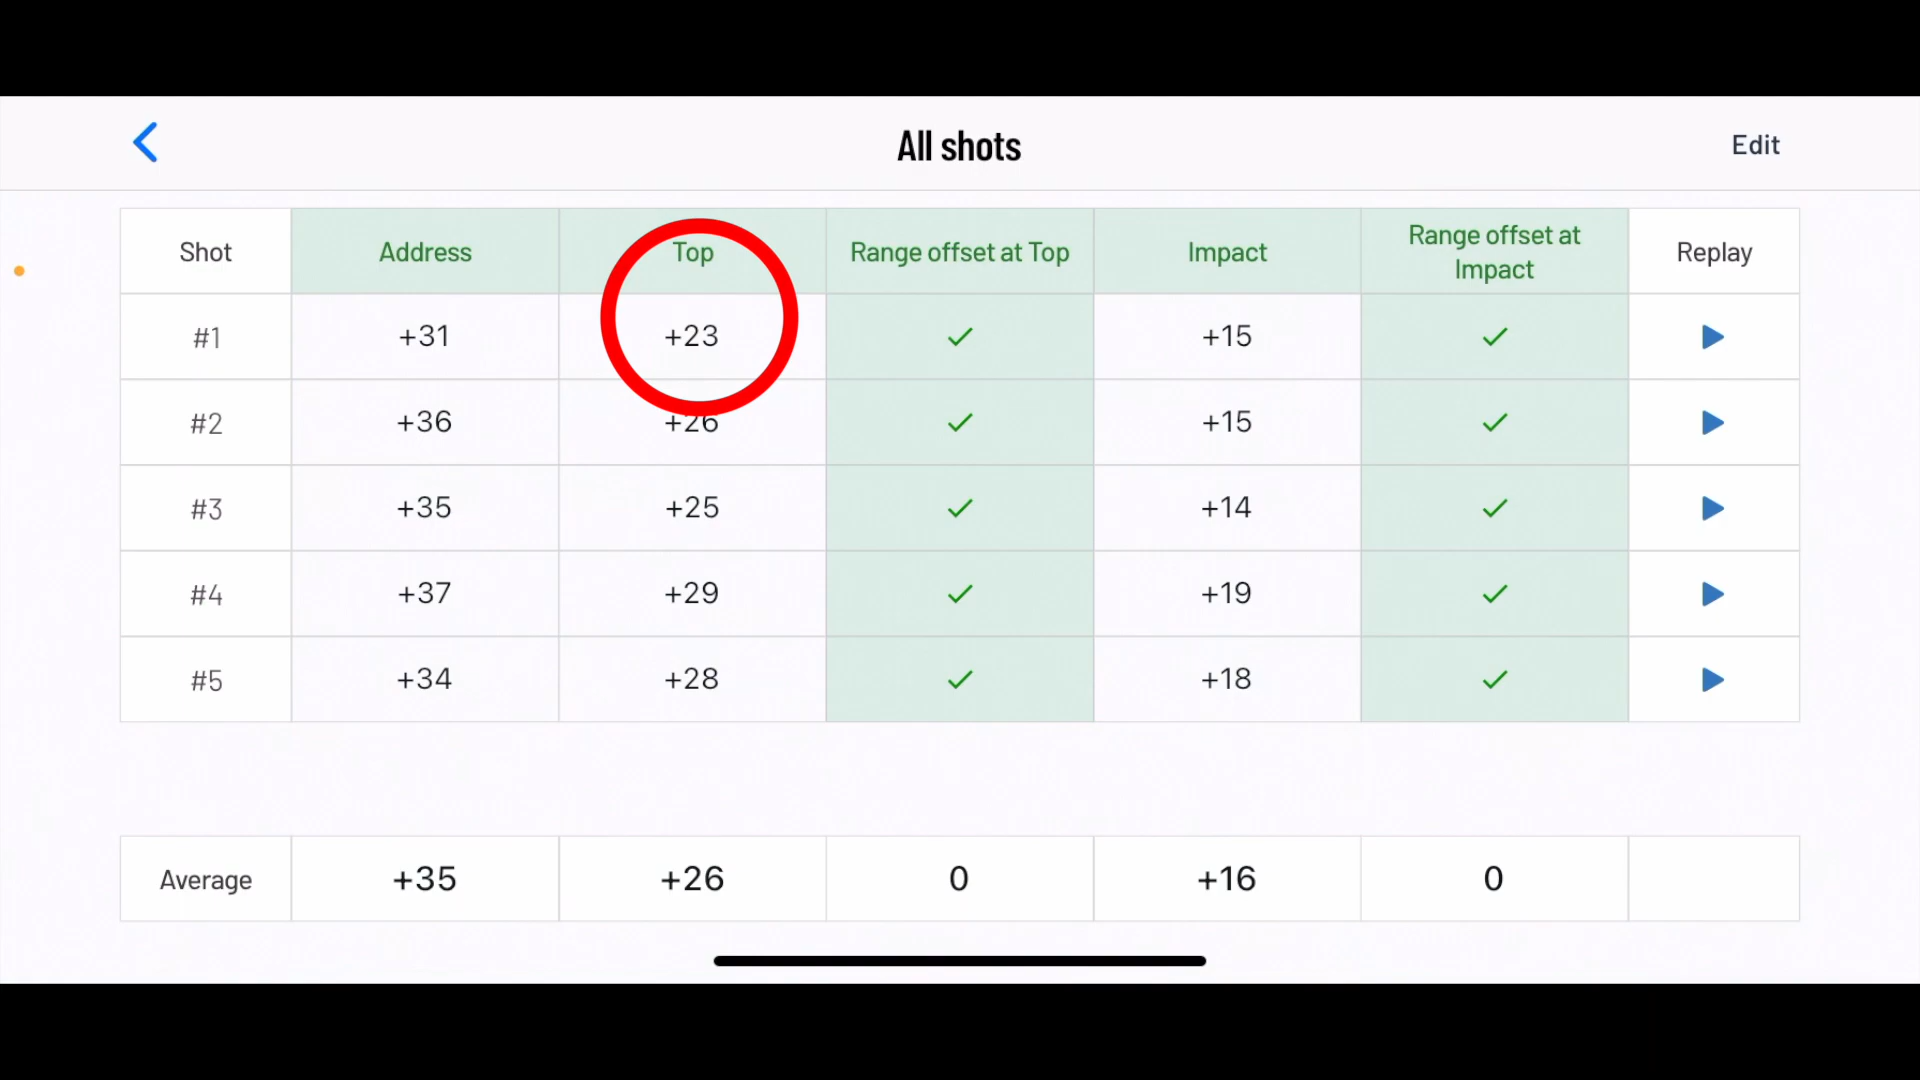 All shots
Edit
Shot Address Top Range offset at Top Impact Range offset at Impact Replay
#1 +31 +23 ✓ +15 ✓
#2 +36 +26 ✓ +15 ✓
#3 +35 +25 ✓ +14 ✓
#4 +37 +29 ✓ +19 ✓
#5 +34 +28 ✓ +18 ✓
Average +35 +26 0 +16 0